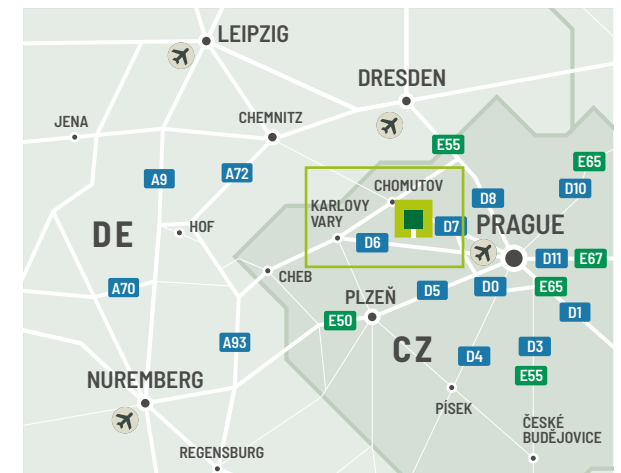 LEIPZIG
DRESDEN
JENA
CHEMNITZ
E55
E65
A9
A72
CHOMUTOV
D8
D10
KARLOVY
VARY
DE
HOF
D6
D7
PRAGUE
D11
E67
CHEB
A70
PLZEŇ
D5
D0
E65
E50
D1
A93
CZ
D4
D3
NUREMBERG
E55
PÍSEK
ČESKÉ
BUDĚJOVICE
REGENSBURG